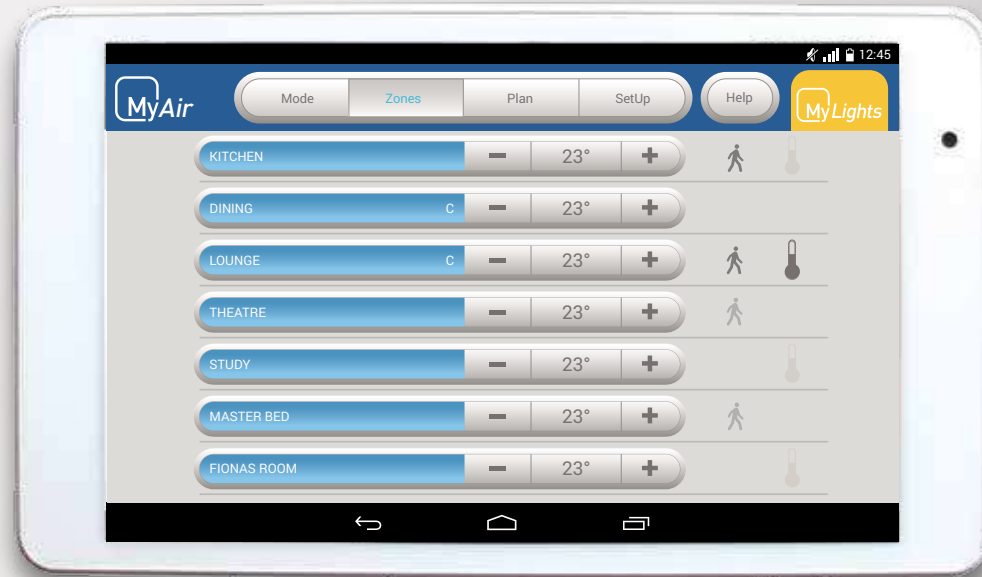 12:45
MyAir
Mode
Zones
Plan
SetUp
Help
MyLights
KITCHEN 23°
DINING C 23°
LOUNGE C 23°
THEATRE 23°
STUDY 23°
MASTER BED 23°
FIONAS ROOM 23°